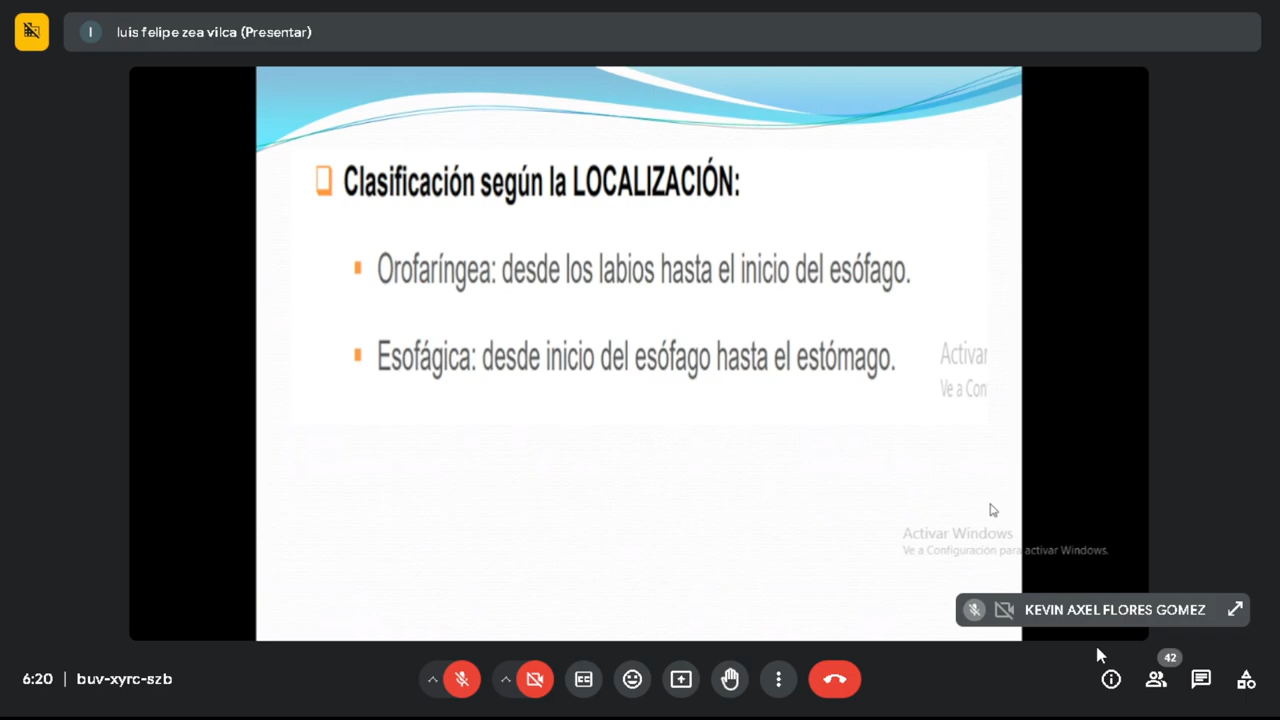 I luis felipe zea vilca (Presentar)
Clasificación según la LOCALIZACIÓN:
Orofaríngea: desde los labios hasta el inicio del esófago.
Esofágica: desde inicio del esófago hasta el estómago.
Activar
Ve a Con
Activar Windows
Ve a Configuración para activar Windows.
KEVIN AXEL FLORES GOMEZ
42
6:20 | buv-xyrc-szb